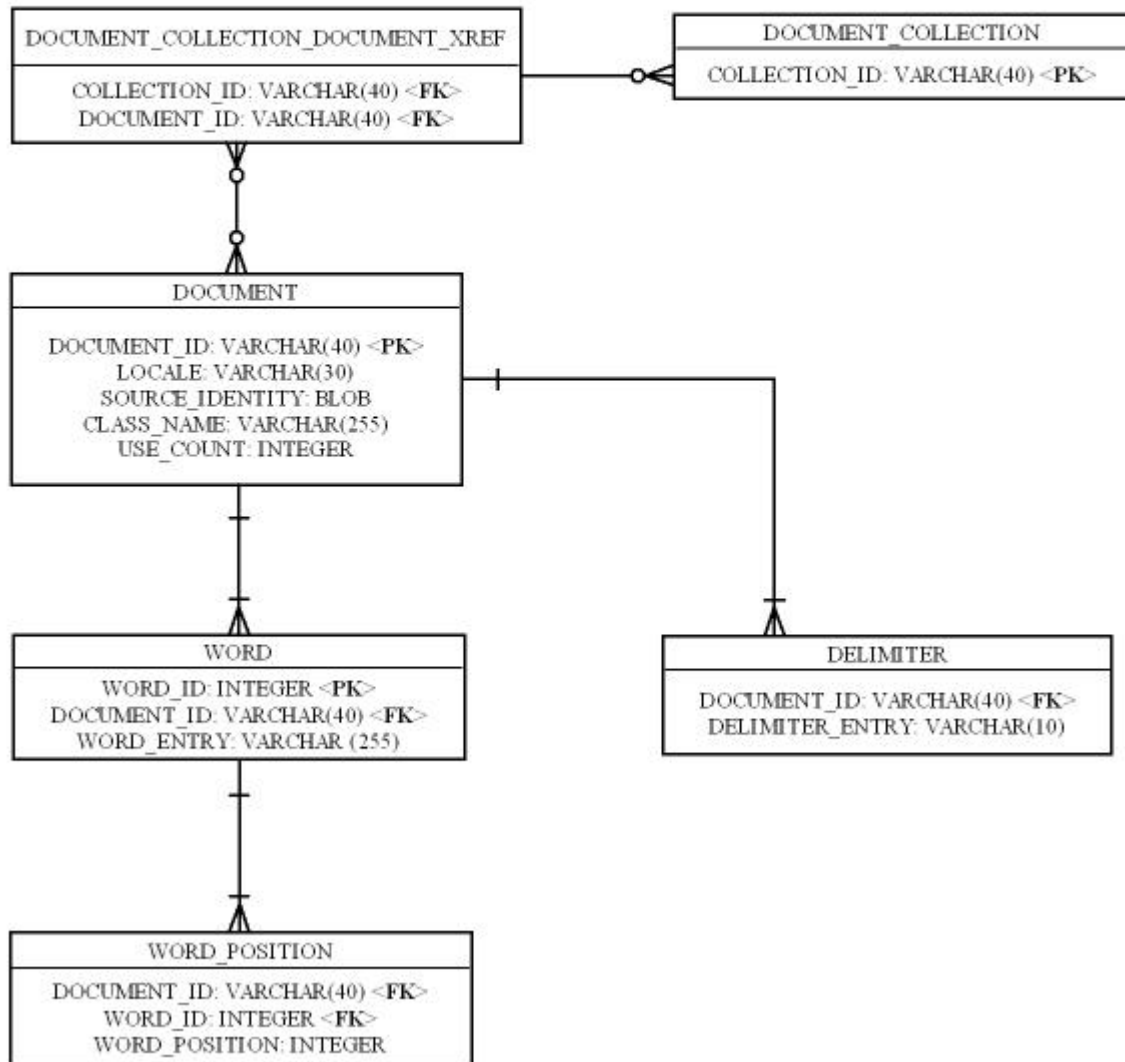 DOCUMENT_COLLECTION_DOCUMENT_XREF
COLLECTION_ID: VARCHAR(40) <FK>
DOCUMENT_ID: VARCHAR(40) <FK>
DOCUMENT_COLLECTION
COLLECTION_ID: VARCHAR(40) <PK>
DOCUMENT
DOCUMENT_ID: VARCHAR(40) <PK>
LOCALE: VARCHAR(30)
SOURCE_IDENTITY: BLOB
CLASS_NAME: VARCHAR(255)
USE_COUNT: INTEGER
WORD
WORD_ID: INTEGER <PK>
DOCUMENT_ID: VARCHAR(40) <FK>
WORD_ENTRY: VARCHAR (255)
DELIMITER
DOCUMENT_ID: VARCHAR(40) <FK>
DELIMITER_ENTRY: VARCHAR(10)
WORD_POSITION
DOCUMENT_ID: VARCHAR(40) <FK>
WORD_ID: INTEGER <FK>
WORD_POSITION: INTEGER